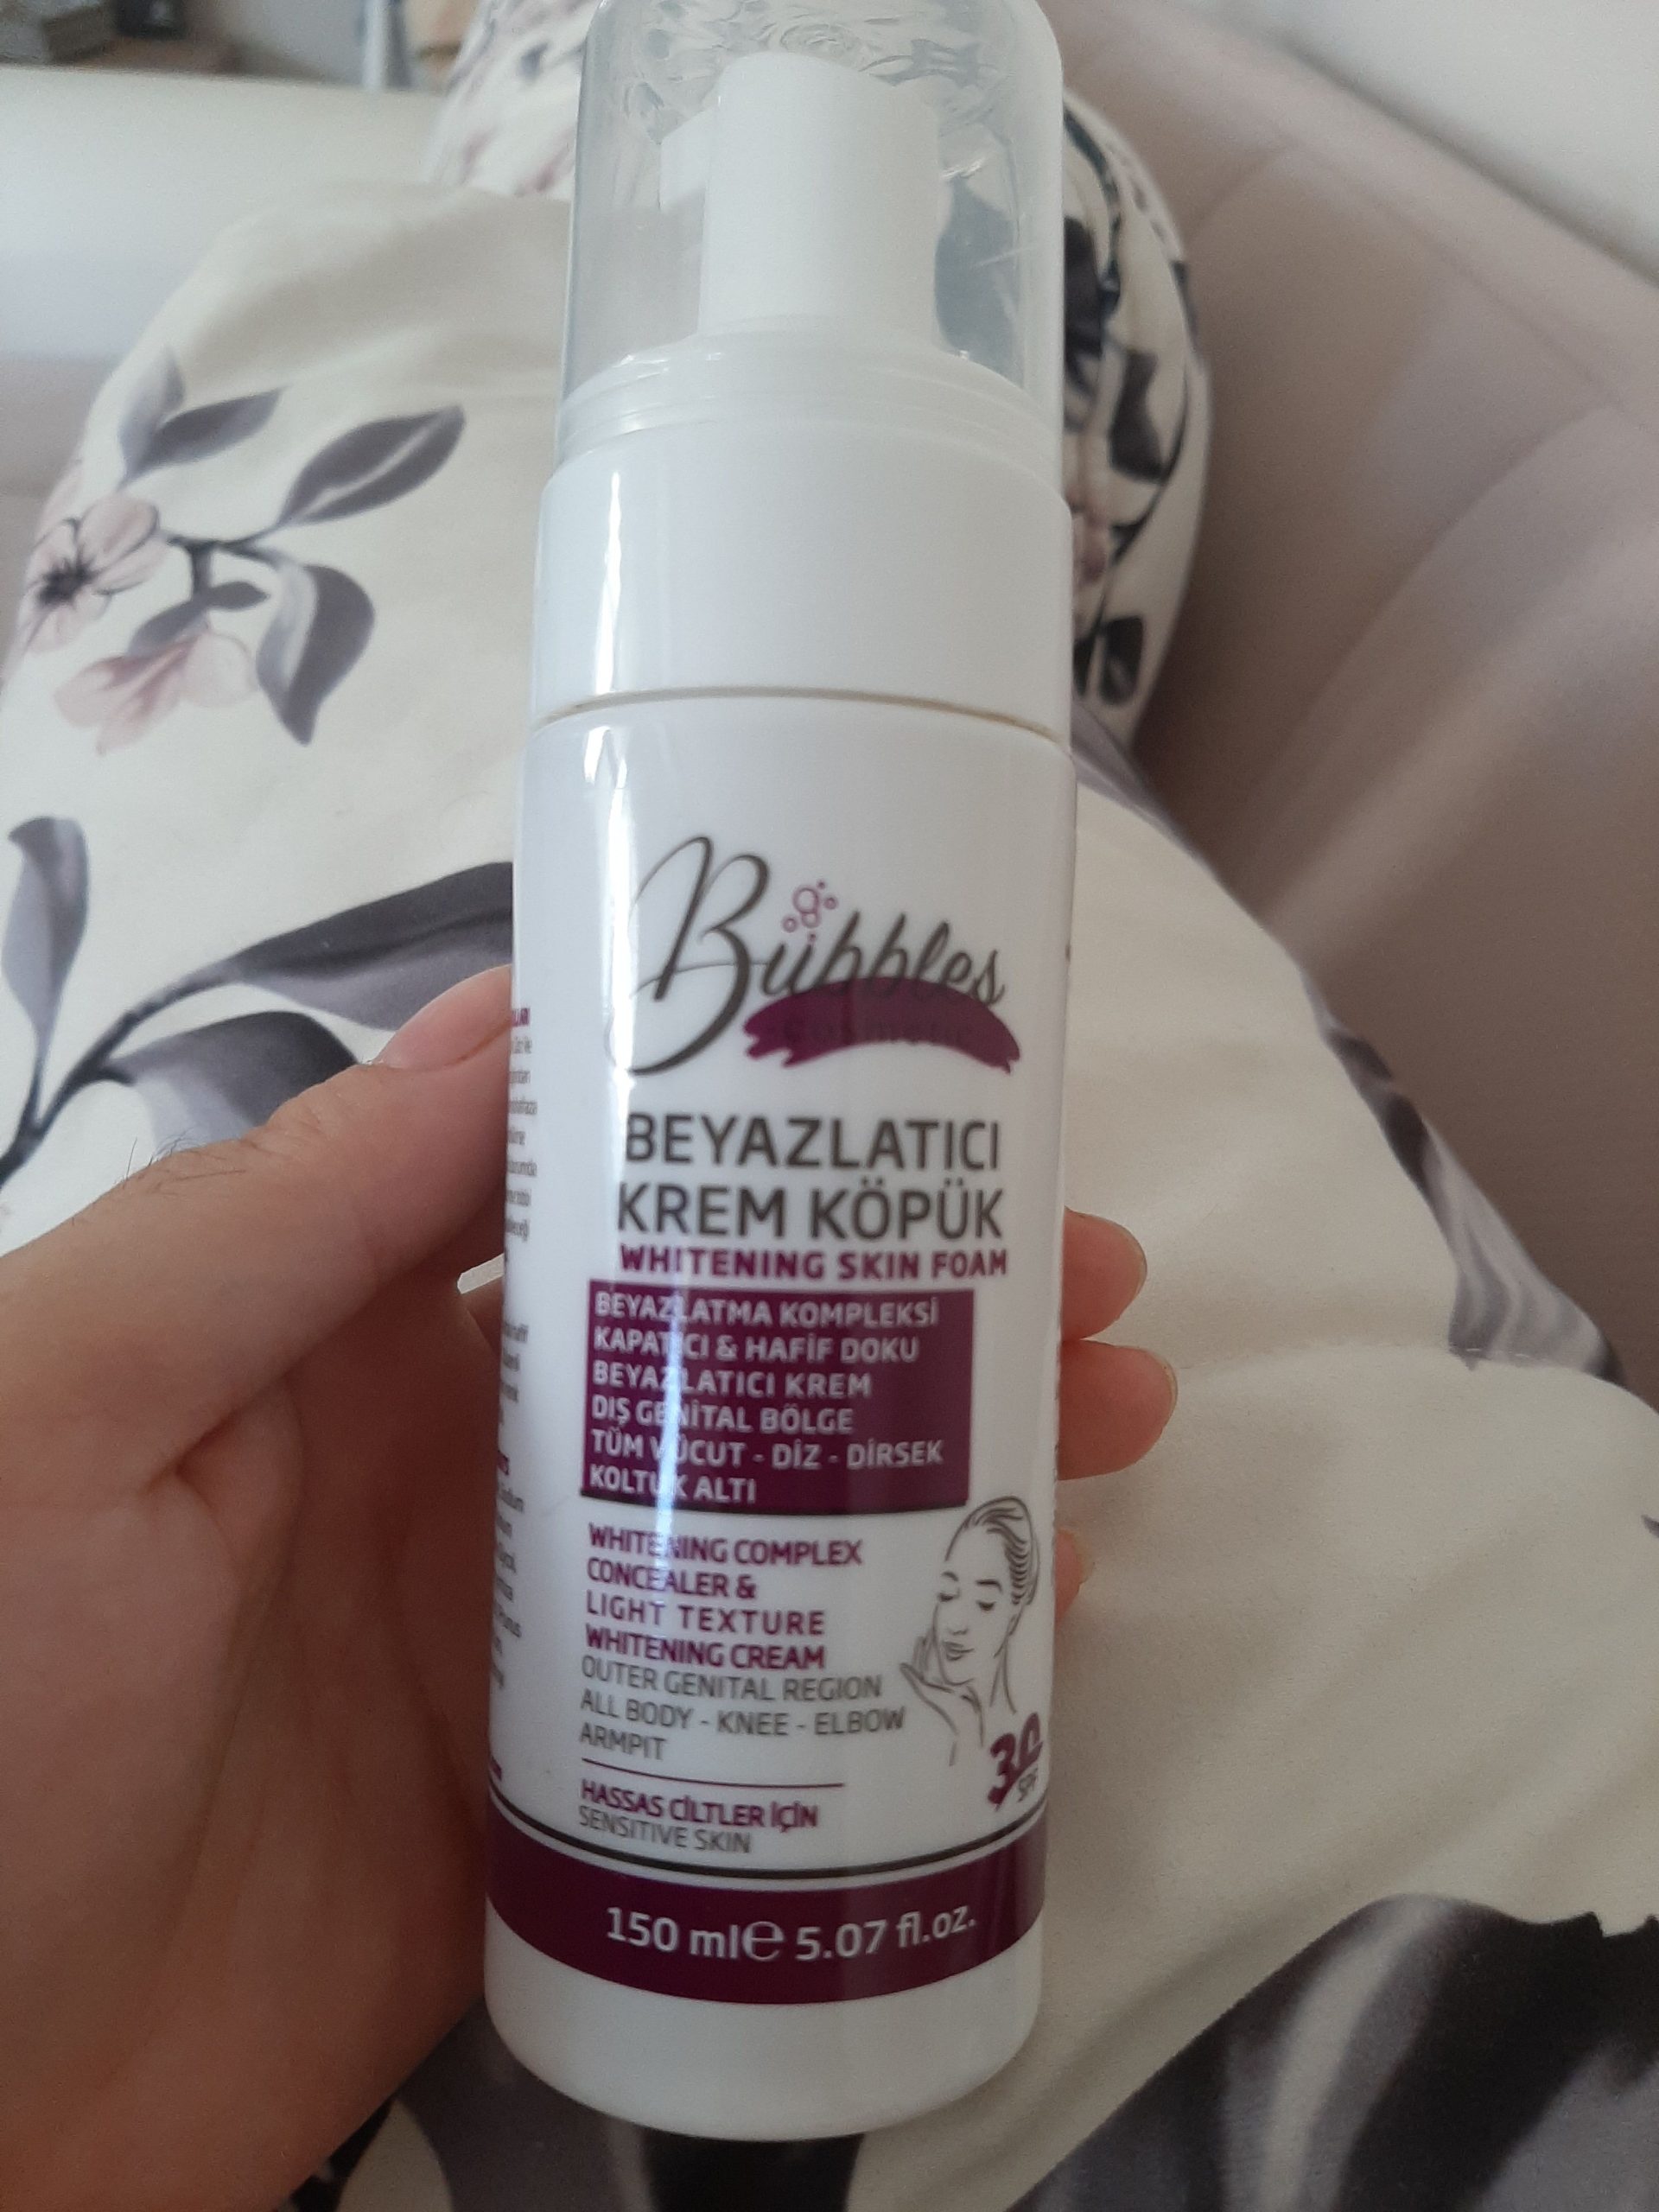 Bubbles
Cosmetic
BEYAZLATICI
KREM KÖPÜK
WHITENING SKIN FOAM
BEYAZLATMA KOMPLEKSİ
KAPATICI & HAFİF DOKU
BEYAZLATICI KREM
DIŞ GENİTAL BÖLGE
TÜM VÜCUT - DİZ - DİRSEK
KOLTUK ALTI
WHITENING COMPLEX
CONCEALER &
LIGHT TEXTURE
WHITENING CREAM
OUTER GENITAL REGION
ALL BODY - KNEE - ELBOW
ARMPIT
30
SPF
HASSAS CİLTLER İÇİN
SENSITIVE SKIN
150 ml℮ 5.07 fl.oz.